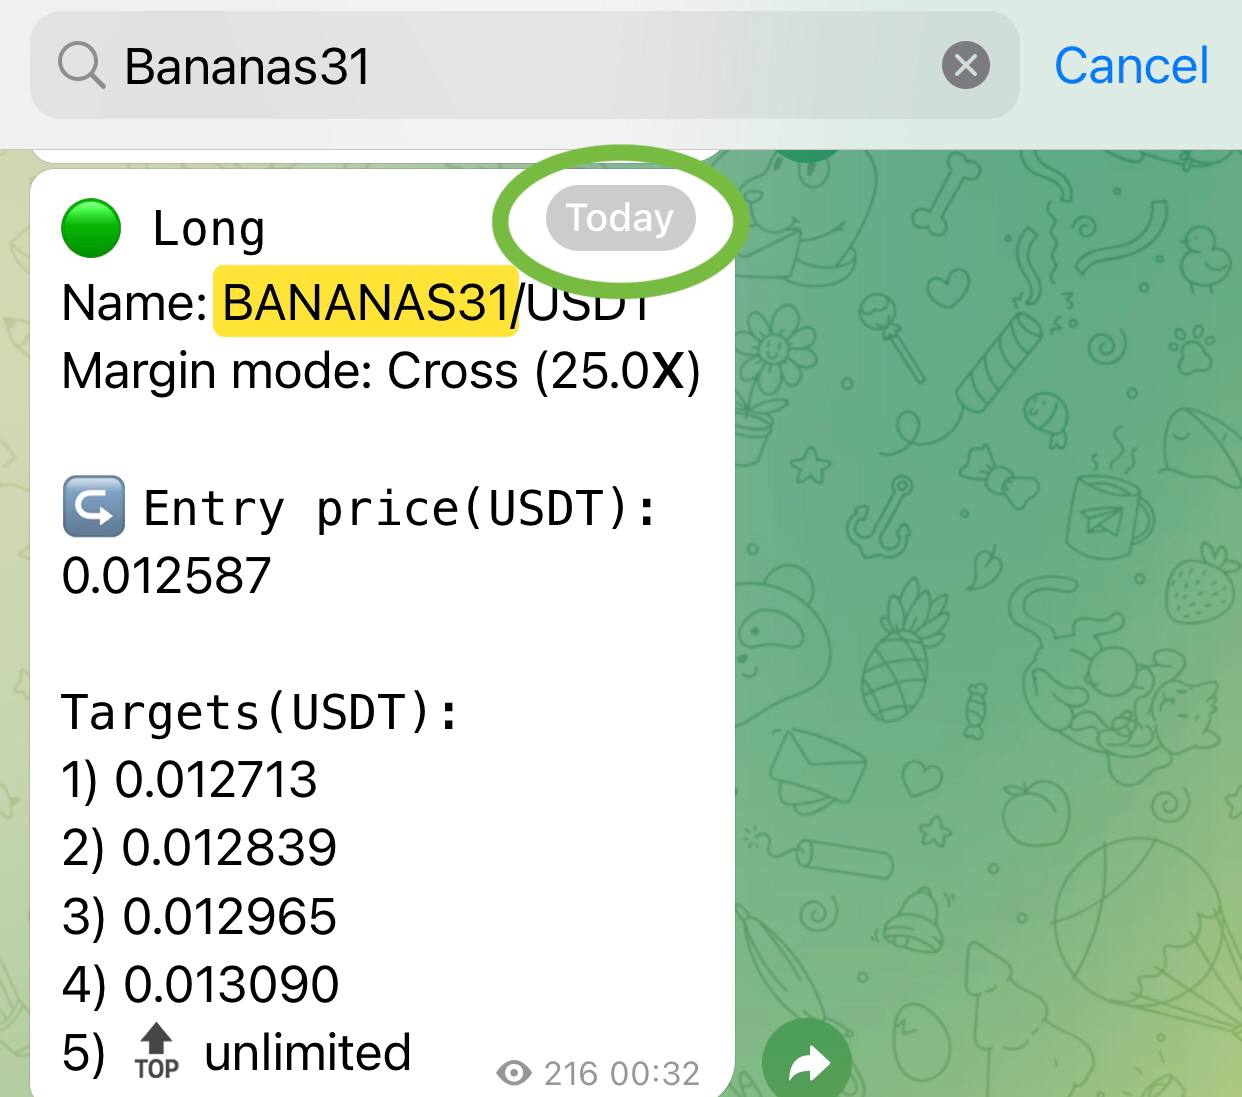 Bananas31
Cancel
Today
Long
Name: BANANAS31/USDT
Margin mode: Cross (25.0X)
Entry price(USDT):
0.012587
Targets(USDT):
1) 0.012713
2) 0.012839
3) 0.012965
4) 0.013090
5) TOP unlimited
216 00:32